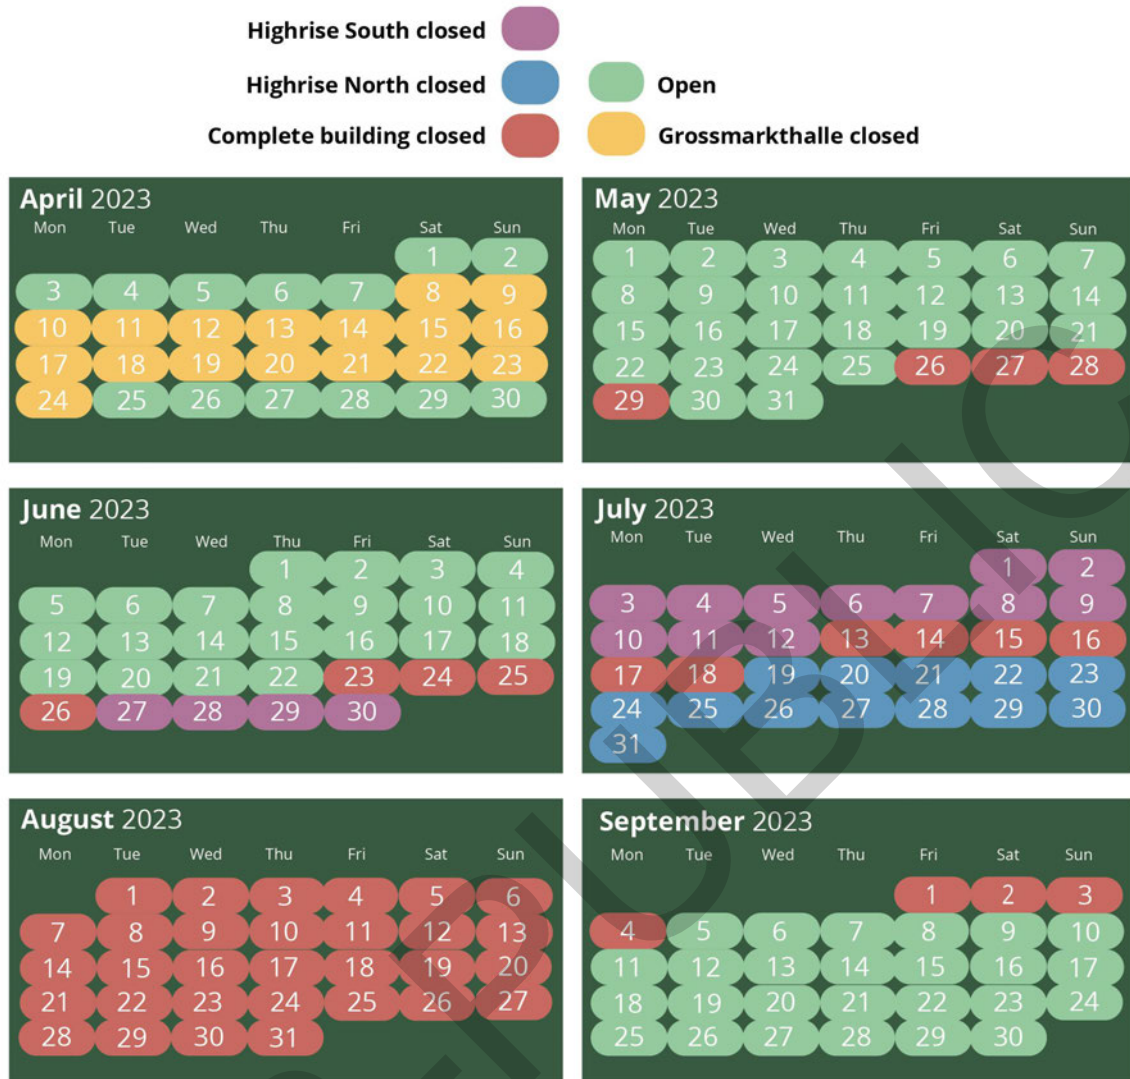 Highrise South closed
Highrise North closed Open
Complete building closed Grossmarkthalle closed
April 2023
Mon Tue Wed Thu Fri Sat Sun
1 2
3 4 5 6 7 8 9
10 11 12 13 14 15 16
17 18 19 20 21 22 23
24 25 26 27 28 29 30
May 2023
Mon Tue Wed Thu Fri Sat Sun
1 2 3 4 5 6 7
8 9 10 11 12 13 14
15 16 17 18 19 20 21
22 23 24 25 26 27 28
29 30 31
June 2023
Mon Tue Wed Thu Fri Sat Sun
1 2 3 4
5 6 7 8 9 10 11
12 13 14 15 16 17 18
19 20 21 22 23 24 25
26 27 28 29 30
July 2023
Mon Tue Wed Thu Fri Sat Sun
1 2
3 4 5 6 7 8 9
10 11 12 13 14 15 16
17 18 19 20 21 22 23
24 25 26 27 28 29 30
31
August 2023
Mon Tue Wed Thu Fri Sat Sun
1 2 3 4 5 6
7 8 9 10 11 12 13
14 15 16 17 18 19 20
21 22 23 24 25 26 27
28 29 30 31
September 2023
Mon Tue Wed Thu Fri Sat Sun
1 2 3
4 5 6 7 8 9 10
11 12 13 14 15 16 17
18 19 20 21 22 23 24
25 26 27 28 29 30
PUBLIC